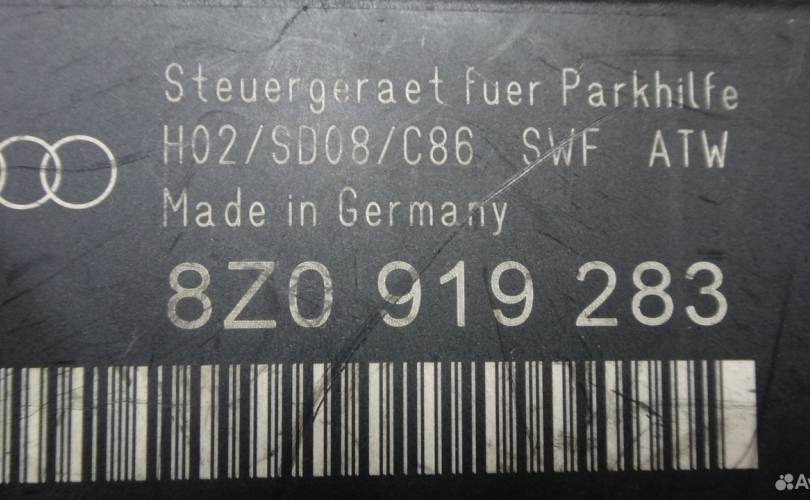 Steuergeraet fuer Parkhilfe
H02/SD08/C86 SWF ATW
Made in Germany
8Z0 919 283